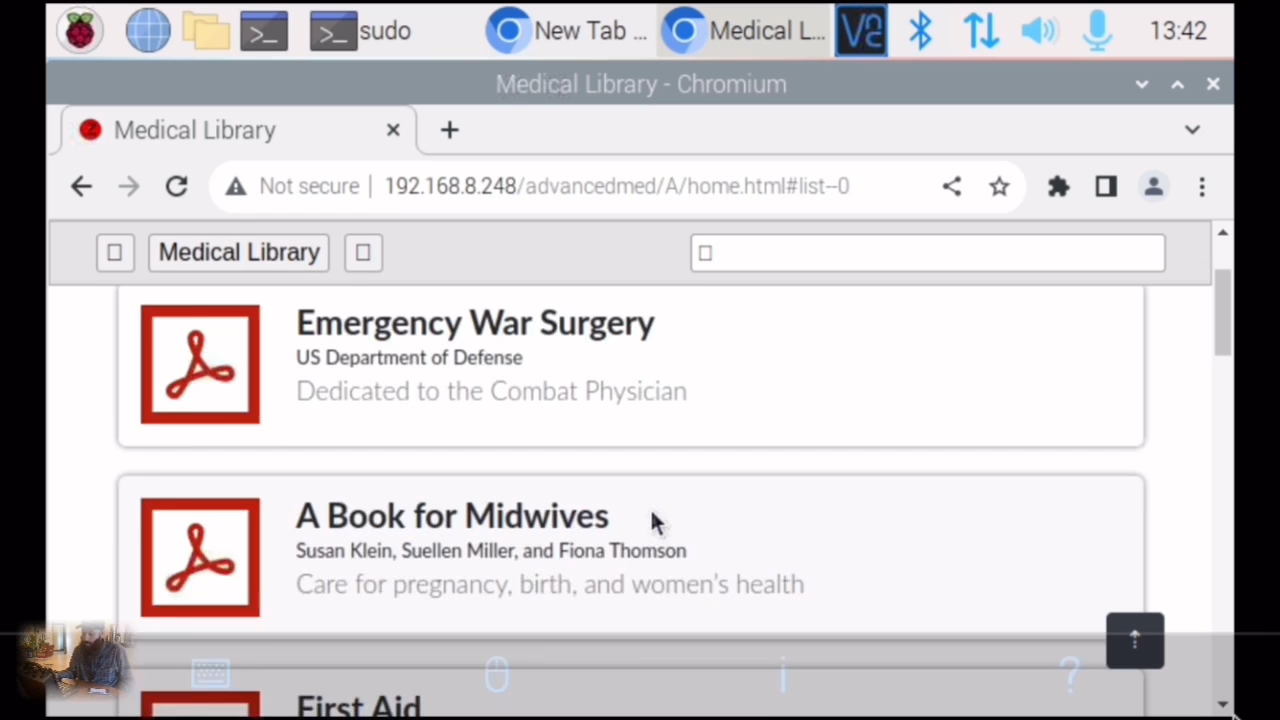 sudo
New Tab ...
Medical L...
13:42
Medical Library - Chromium
Medical Library
Not secure
192.168.8.248/advancedmed/A/home.html#list--0
Medical Library
Emergency War Surgery
US Department of Defense
Dedicated to the Combat Physician
A Book for Midwives
Susan Klein, Suellen Miller, and Fiona Thomson
Care for pregnancy, birth, and women's health
First Aid